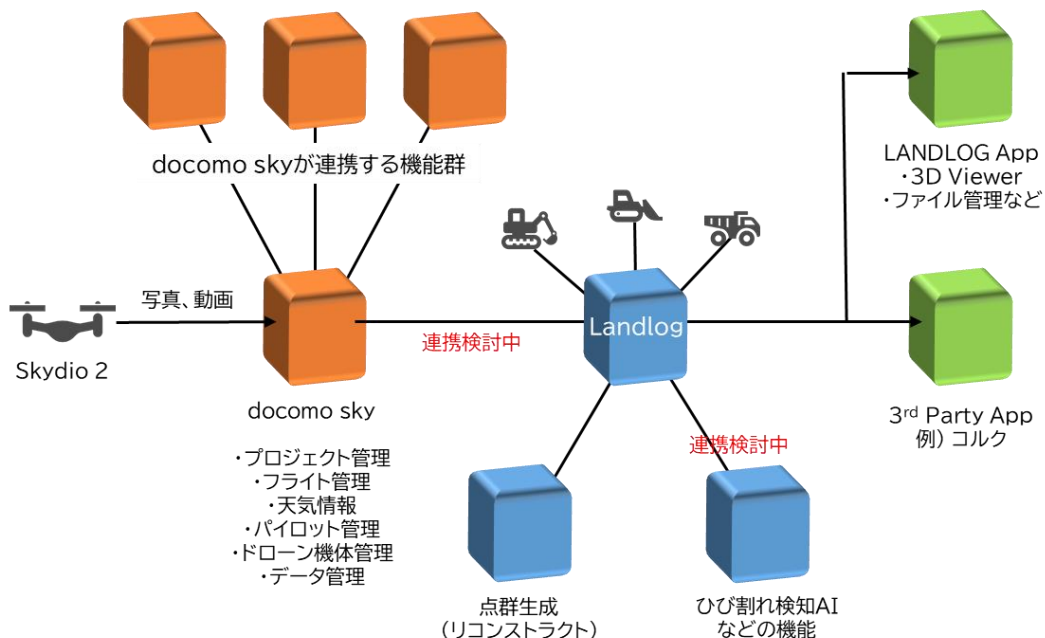 docomo skyが連携する機能群
LANDLOG App
・3D Viewer
・ファイル管理など
写真、動画
Landlog
連携検討中
Skydio 2
docomo sky
・プロジェクト管理
・フライト管理
・天気情報
・パイロット管理
・ドローン機体管理
・データ管理
3rd Party App
例) コルク
連携検討中
点群生成
(リコンストラクト)
ひび割れ検知AI
などの機能